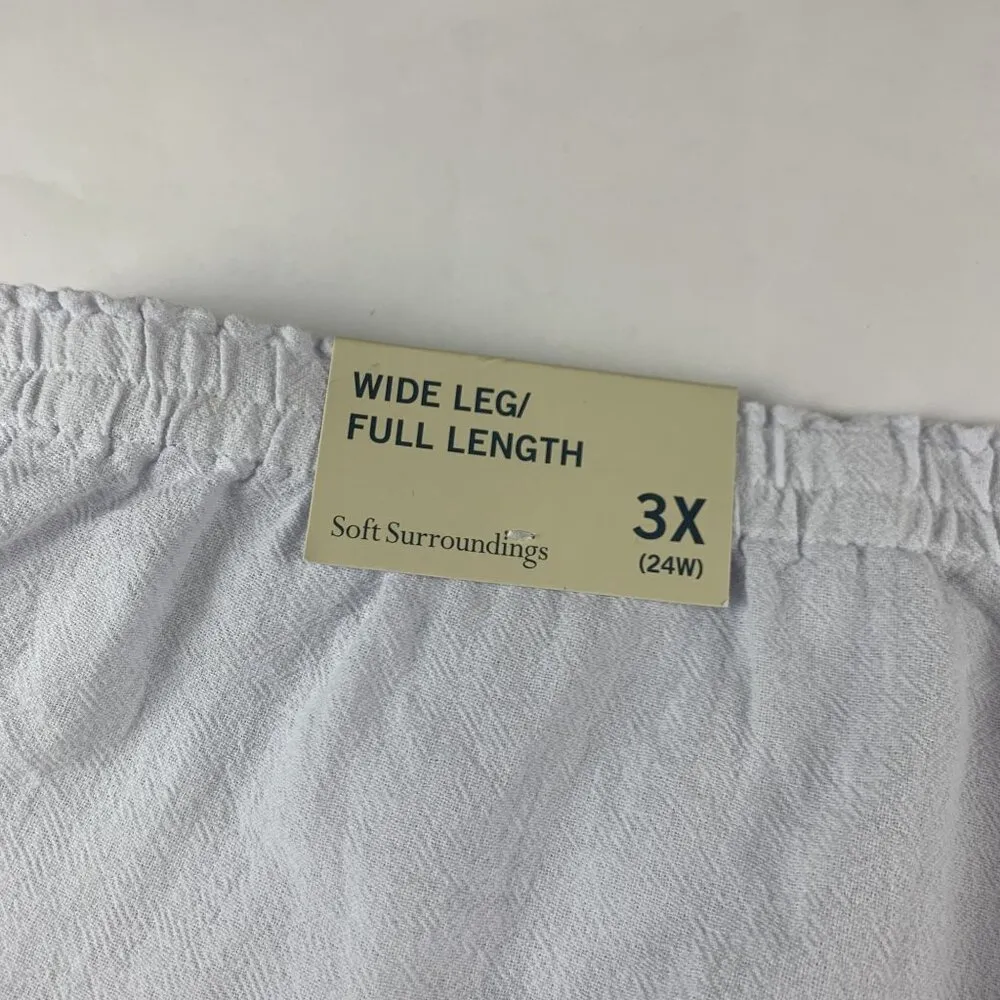 WIDE LEG/
FULL LENGTH
3X
Soft Surroundings
(24W)